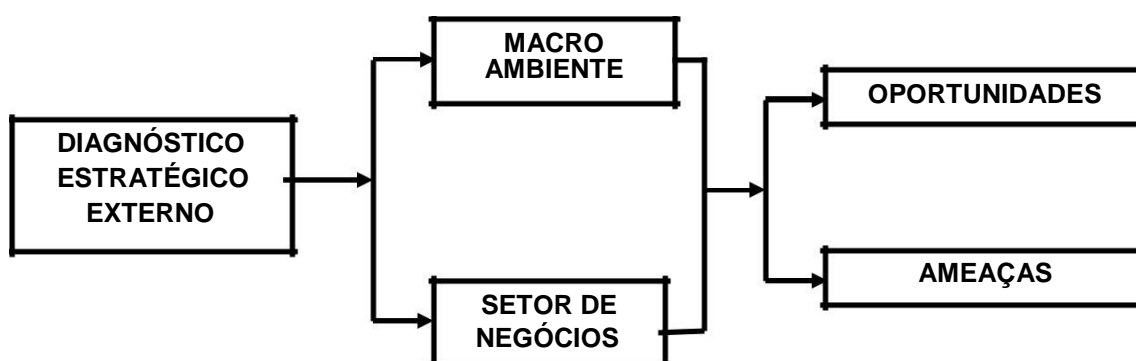 DIAGNÓSTICO
ESTRATÉGICO
EXTERNO
MACRO
AMBIENTE
SETOR DE
NEGÓCIOS
OPORTUNIDADES
AMEAÇAS